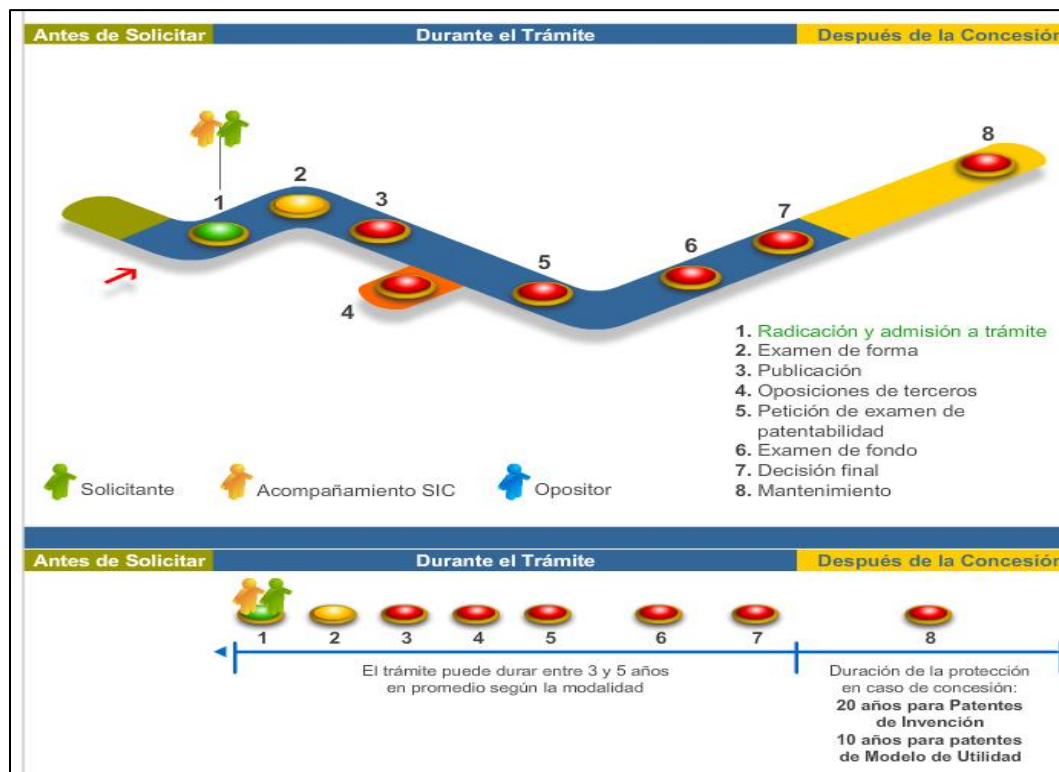 Antes de Solicitar
Durante el Trámite
Después de la Concesión
1
2
3
4
5
6
7
8
1. Radicación y admisión a trámite
2. Examen de forma
3. Publicación
4. Oposiciones de terceros
5. Petición de examen de
patentabilidad
6. Examen de fondo
7. Decisión final
8. Mantenimiento
Solicitante
Acompañamiento SIC
Opositor
Antes de Solicitar
Durante el Trámite
Después de la Concesión
1
2
3
4
5
6
7
8
El trámite puede durar entre 3 y 5 años
en promedio según la modalidad
Duración de la protección
en caso de concesión:
20 años para Patentes
de Invención
10 años para patentes
de Modelo de Utilidad